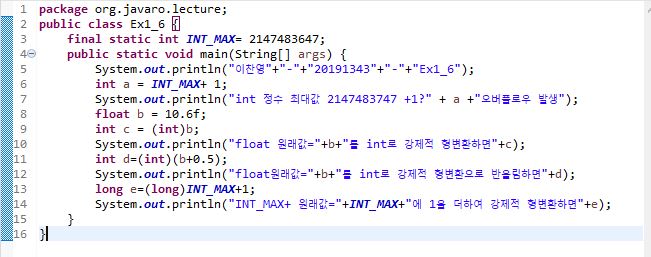 1 package org.javaro.lecture;
2 public class Ex1_6 {
3 final static int INT_MAX= 2147483647;
4 public static void main(String[] args) {
5 System.out.println("이찬영"+"-"+"20191343"+"-"+"Ex1_6");
6 int a = INT_MAX+ 1;
7 System.out.println("int 정수 최대값 2147483747 +1?" + a +"오버플로우 발생");
8 float b = 10.6f;
9 int c = (int)b;
10 System.out.println("float 원래값="+b+"를 int로 강제적 형변환하면"+c);
11 int d=(int)(b+0.5);
12 System.out.println("float원래값="+b+"를 int로 강제적 형변환으로 반올림하면"+d);
13 long e=(long)INT_MAX+1;
14 System.out.println("INT_MAX+ 원래값="+INT_MAX+"에 1을 더하여 강제적 형변환하면"+e);
15 }
16 }